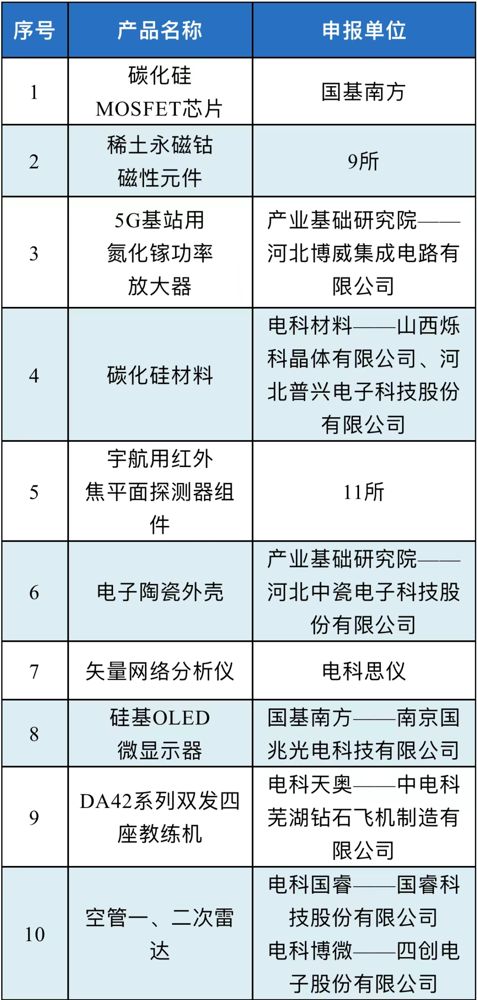 序号 产品名称 申报单位
1
碳化硅
MOSFET芯片
国基南方
2
稀土永磁钴
磁性元件
9所
3
5G基站用
氮化镓功率
放大器
产业基础研究院——
河北博威集成电路有
限公司
4
碳化硅材料
电科材料——山西烁
科晶体有限公司、河
北普兴电子科技股份
有限公司
5
宇航用红外
焦平面探测器组
件
11所
6
电子陶瓷外壳
产业基础研究院——
河北中瓷电子科技股
份有限公司
7
矢量网络分析仪
电科思仪
8
硅基OLED
微显示器
国基南方——南京国
兆光电科技有限公司
9
DA42系列双发四
座教练机
电科天奥——中电科
芜湖钻石飞机制造有
限公司
10
空管一、二次雷
达
电科国睿——国睿科
技股份有限公司
电科博微——四创电
子股份有限公司